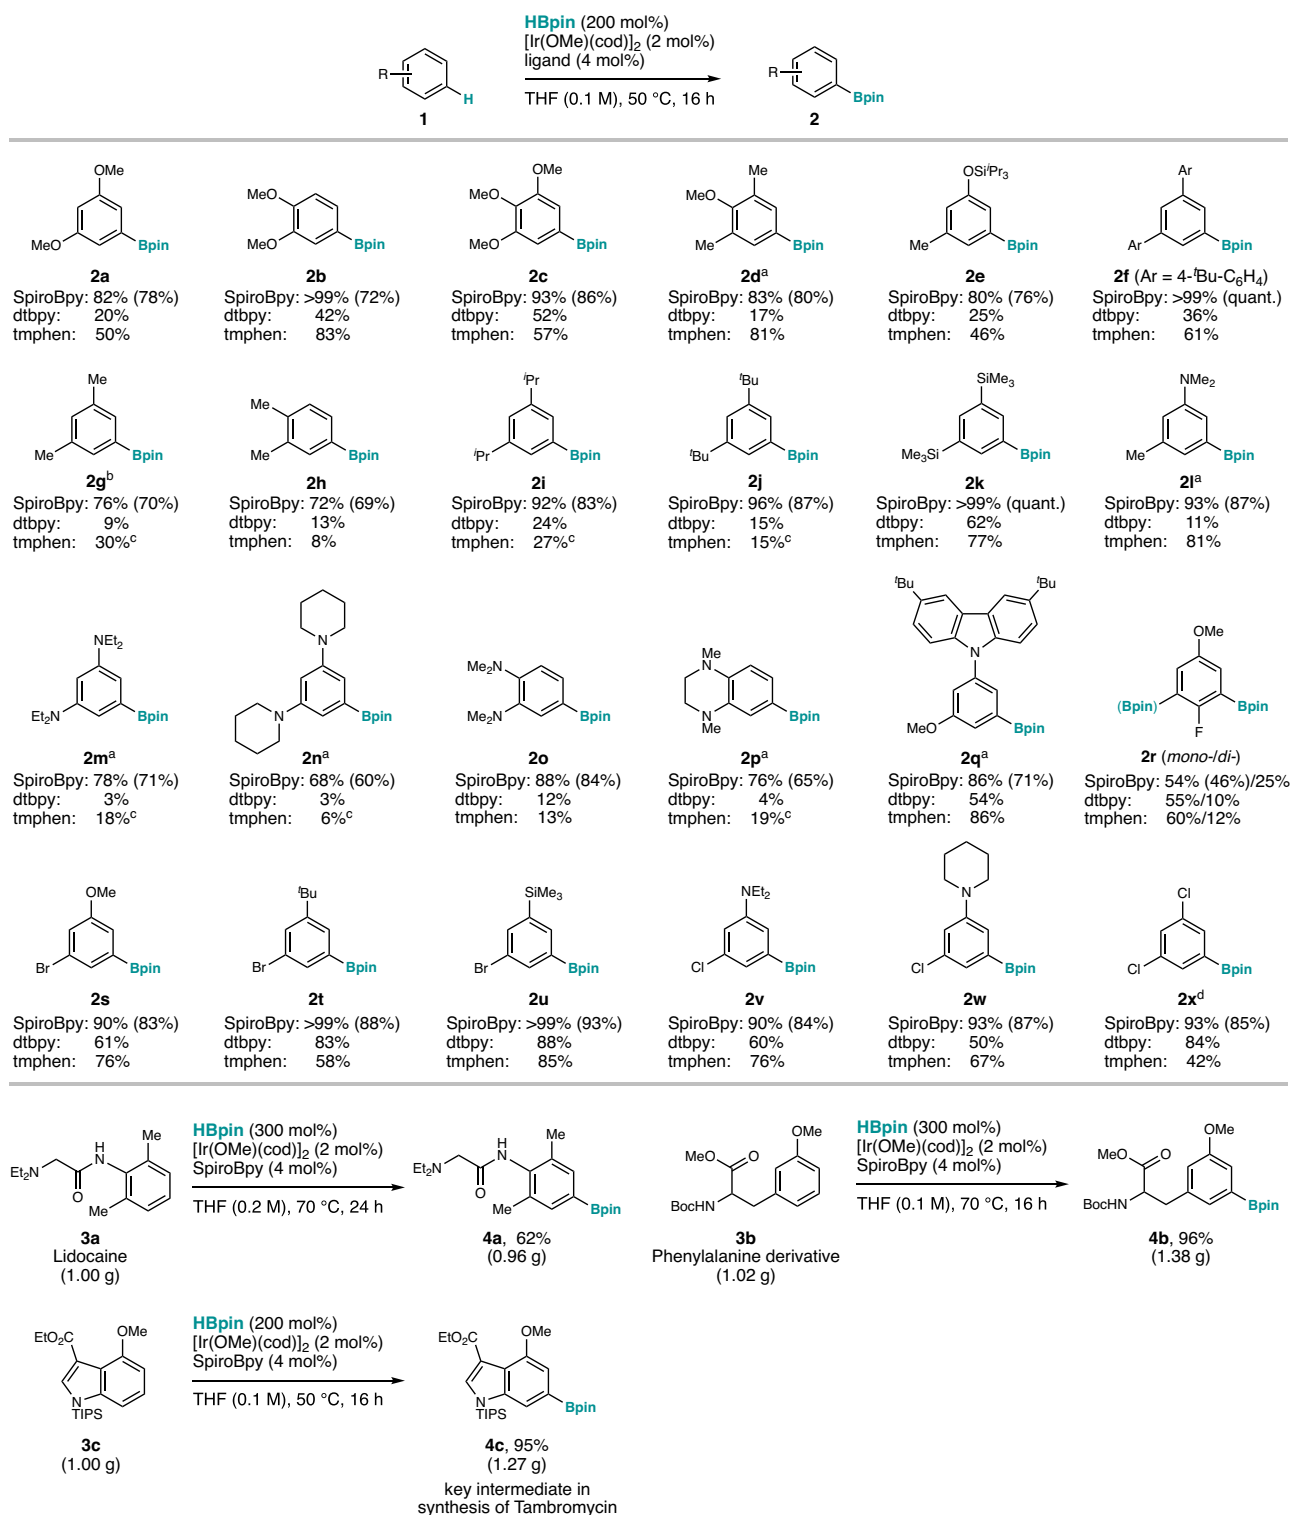 HBpin (200 mol%)
[Ir(OMe)(cod)]2 (2 mol%)
ligand (4 mol%)
THF (0.1 M), 50 °C, 16 h
R
H
1
R
Bpin
2
OMe
MeO
Bpin
2a
SpiroBpy: 82% (78%)
dtbpy: 20%
tmphen: 50%
MeO
MeO
Bpin
2b
SpiroBpy: >99% (72%)
dtbpy: 42%
tmphen: 83%
OMe
MeO
MeO
Bpin
2c
SpiroBpy: 93% (86%)
dtbpy: 52%
tmphen: 57%
Me
MeO
Me
Bpin
2dᵃ
SpiroBpy: 83% (80%)
dtbpy: 17%
tmphen: 81%
OSiⁱPr3
Me
Bpin
2e
SpiroBpy: 80% (76%)
dtbpy: 25%
tmphen: 46%
Ar
Ar
Bpin
2f (Ar = 4-ᵗBu-C6H4)
SpiroBpy: >99% (quant.)
dtbpy: 36%
tmphen: 61%
Me
Me
Bpin
2gᵇ
SpiroBpy: 76% (70%)
dtbpy: 9%
tmphen: 30%ᶜ
Me
Me
Bpin
2h
SpiroBpy: 72% (69%)
dtbpy: 13%
tmphen: 8%
ⁱPr
ⁱPr
Bpin
2i
SpiroBpy: 92% (83%)
dtbpy: 24%
tmphen: 27%ᶜ
ᵗBu
ᵗBu
Bpin
2j
SpiroBpy: 96% (87%)
dtbpy: 15%
tmphen: 15%ᶜ
SiMe3
Me3Si
Bpin
2k
SpiroBpy: >99% (quant.)
dtbpy: 62%
tmphen: 77%
NMe2
Me
Bpin
2lᵃ
SpiroBpy: 93% (87%)
dtbpy: 11%
tmphen: 81%
NEt2
Et2N
Bpin
2mᵃ
SpiroBpy: 78% (71%)
dtbpy: 3%
tmphen: 18%ᶜ
N
N
Bpin
2nᵃ
SpiroBpy: 68% (60%)
dtbpy: 3%
tmphen: 6%ᶜ
Me2N
Me2N
Bpin
2o
SpiroBpy: 88% (84%)
dtbpy: 12%
tmphen: 13%
Me
N
N
Me
Bpin
2pᵃ
SpiroBpy: 76% (65%)
dtbpy: 4%
tmphen: 19%ᶜ
ᵗBu
ᵗBu
N
MeO
Bpin
2qᵃ
SpiroBpy: 86% (71%)
dtbpy: 54%
tmphen: 86%
OMe
(Bpin)
Bpin
F
2r (mono-/di-)
SpiroBpy: 54% (46%)/25%
dtbpy: 55%/10%
tmphen: 60%/12%
OMe
Br
Bpin
2s
SpiroBpy: 90% (83%)
dtbpy: 61%
tmphen: 76%
ᵗBu
Br
Bpin
2t
SpiroBpy: >99% (88%)
dtbpy: 83%
tmphen: 58%
SiMe3
Br
Bpin
2u
SpiroBpy: >99% (93%)
dtbpy: 88%
tmphen: 85%
NEt2
Cl
Bpin
2v
SpiroBpy: 90% (84%)
dtbpy: 60%
tmphen: 76%
N
Cl
Bpin
2w
SpiroBpy: 93% (87%)
dtbpy: 50%
tmphen: 67%
Cl
Cl
Bpin
2xᵈ
SpiroBpy: 93% (85%)
dtbpy: 84%
tmphen: 42%
Et2N
H
N
O
Me
Me
3a
Lidocaine
(1.00 g)
HBpin (300 mol%)
[Ir(OMe)(cod)]2 (2 mol%)
SpiroBpy (4 mol%)
THF (0.2 M), 70 °C, 24 h
Et2N
H
N
O
Me
Me
Bpin
4a, 62%
(0.96 g)
OMe
MeO
O
BocHN
3b
Phenylalanine derivative
(1.02 g)
HBpin (300 mol%)
[Ir(OMe)(cod)]2 (2 mol%)
SpiroBpy (4 mol%)
THF (0.1 M), 70 °C, 16 h
OMe
MeO
O
BocHN
Bpin
4b, 96%
(1.38 g)
EtO2C
OMe
N
TIPS
3c
(1.00 g)
HBpin (200 mol%)
[Ir(OMe)(cod)]2 (2 mol%)
SpiroBpy (4 mol%)
THF (0.1 M), 50 °C, 16 h
EtO2C
OMe
N
TIPS
Bpin
4c, 95%
(1.27 g)
key intermediate in
synthesis of Tambromycin